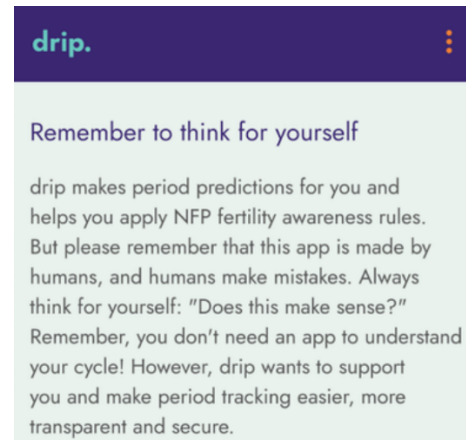 drip.
Remember to think for yourself
drip makes period predictions for you and
helps you apply NFP fertility awareness rules.
But please remember that this app is made by
humans, and humans make mistakes. Always
think for yourself: "Does this make sense?"
Remember, you don't need an app to understand
your cycle! However, drip wants to support
you and make period tracking easier, more
transparent and secure.